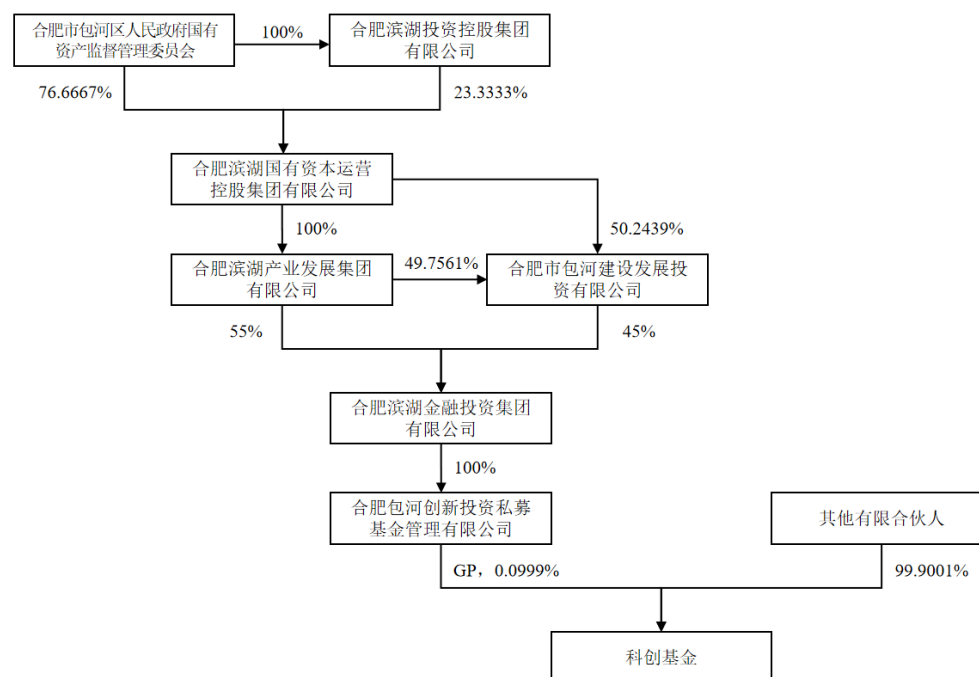 合肥市包河区人民政府国有
资产监督管理委员会
100%
合肥滨湖投资控股集团
有限公司
76.6667%
23.3333%
合肥滨湖国有资本运营
控股集团有限公司
100%
50.2439%
合肥滨湖产业发展集团
有限公司
49.7561%
合肥市包河建设发展投
资有限公司
55%
45%
合肥滨湖金融投资集团
有限公司
100%
合肥包河创新投资私募
基金管理有限公司
其他有限合伙人
GP，0.0999%
99.9001%
科创基金